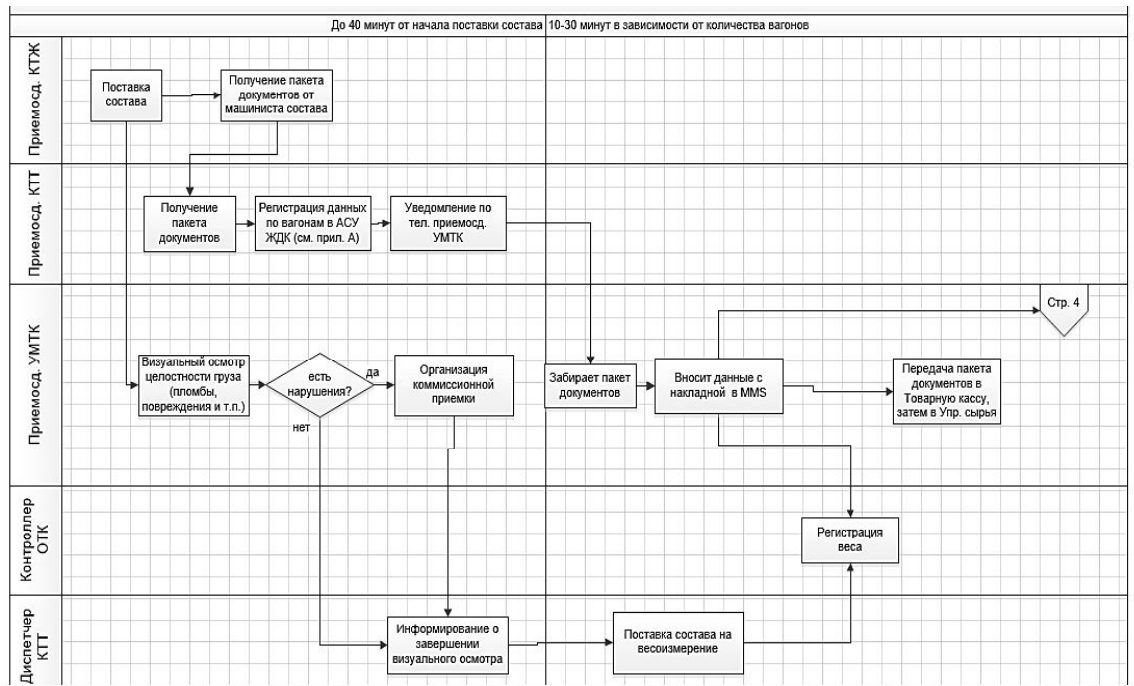 До 40 минут от начала поставки состава
10-30 минут в зависимости от количества вагонов
Приемосд. КТЖ
Поставка
состава
Получение пакета
документов от
машиниста состава
Приемосд. КТТ
Получение
пакета
документов
Регистрация данных
по вагонам в АСУ
ЖДК (см. прил. А)
Уведомление по
тел. приемосд.
УМТК
Приемосд. УМТК
Визуальный осмотр
целостности груза
(пломбы,
повреждения и т.п.)
есть
нарушения?
да
нет
Организация
коммиссионной
приемки
Забирает пакет
документов
Вносит данные с
накладной в MMS
Стр. 4
Передача пакета
документов в
Товарную кассу,
затем в Упр. сырья
Контроллер
ОТК
Регистрация
веса
Диспетчер
КТТ
Информирование о
завершении
визуального осмотра
Поставка состава на
весоизмерение